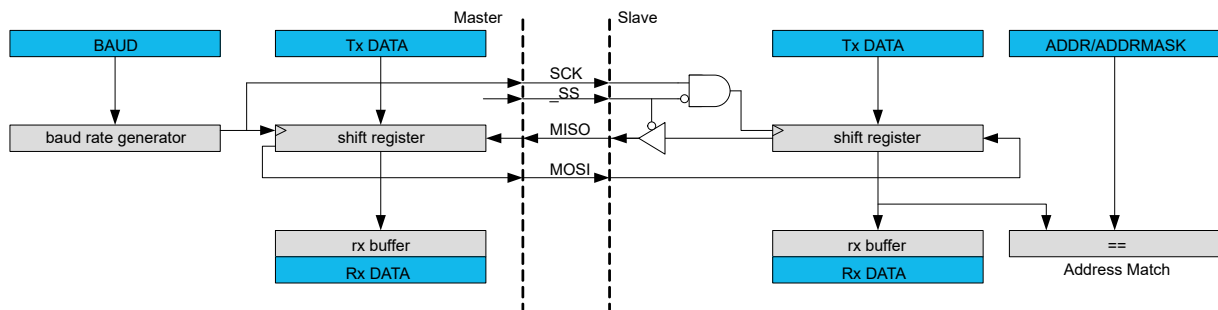 Master
Slave
BAUD
Tx DATA
Tx DATA
ADDR/ADDRMASK
SCK
_SS
baud rate generator
shift register
MISO
shift register
MOSI
rx buffer
rx buffer
==
Rx DATA
Rx DATA
Address Match